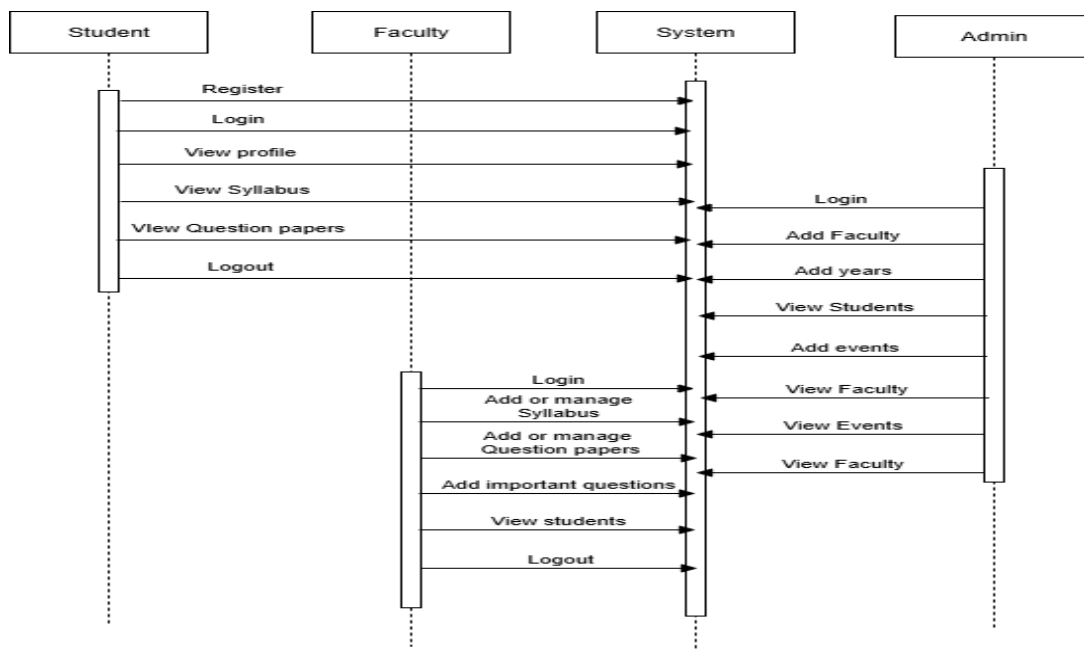 Student
Faculty
System
Admin
Register
Login
View profile
View Syllabus
VIew Question papers
Logout
Login
Add Faculty
Add years
View Students
Add events
View Faculty
View Events
View Faculty
Login
Add or manage
Syllabus
Add or manage
Question papers
Add important questions
View students
Logout